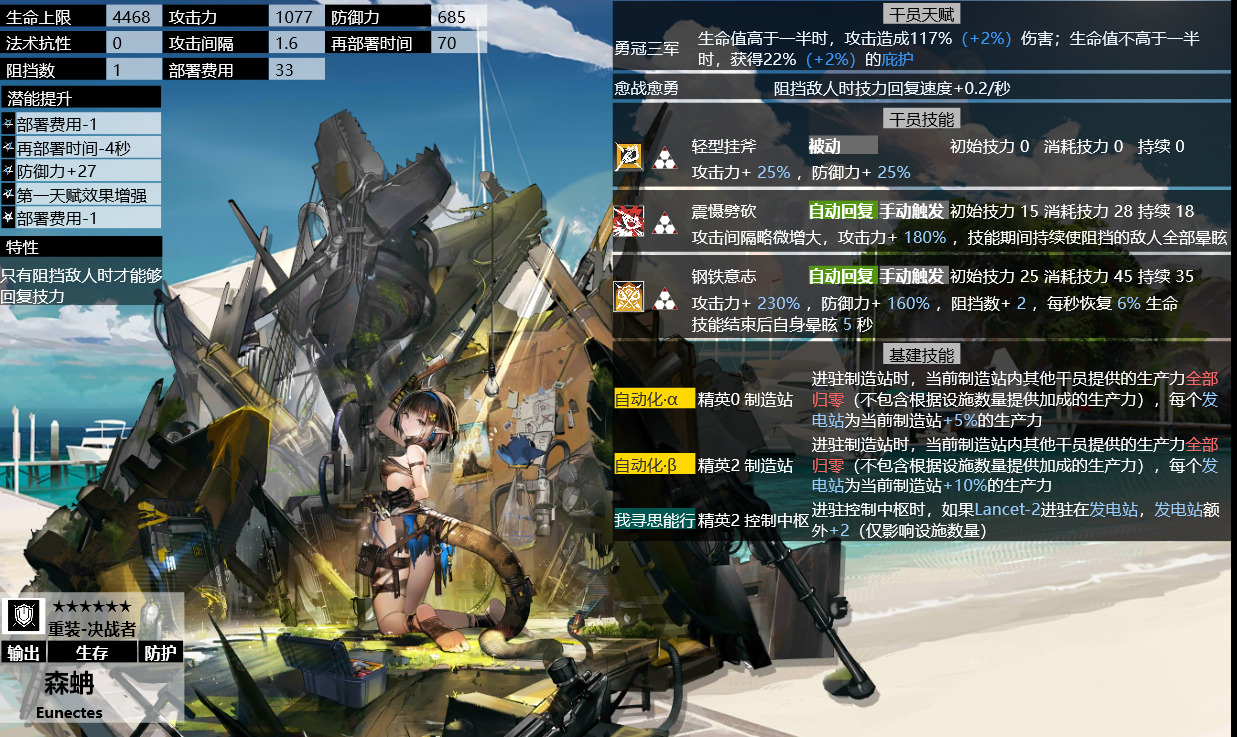 生命上限 4468 攻击力 1077 防御力 685
法术抗性 0 攻击间隔 1.6 再部署时间 70
阻挡数 1 部署费用 33
潜能提升
部署费用-1
再部署时间-4秒
防御力+27
第一天赋效果增强
部署费用-1
特性
只有阻挡敌人时才能够
回复技力
★★★★★★
重装-决战者
输出 生存 防护
森蚺
Eunectes
干员天赋
勇冠三军 生命值高于一半时，攻击造成117%（+2%）伤害；生命值不高于一半
时，获得22%（+2%）的庇护
愈战愈勇 阻挡敌人时技力回复速度+0.2/秒
干员技能
轻型挂斧 被动 初始技力 0 消耗技力 0 持续 0
攻击力+ 25% ，防御力+ 25%
震慑劈砍 自动回复 手动触发 初始技力 15 消耗技力 28 持续 18
攻击间隔略微增大，攻击力+ 180% ，技能期间持续使阻挡的敌人全部晕眩
钢铁意志 自动回复 手动触发 初始技力 25 消耗技力 45 持续 35
攻击力+ 230% ，防御力+ 160% ，阻挡数+ 2 ，每秒恢复 6% 生命
技能结束后自身晕眩 5 秒
基建技能
自动化·α 精英0 制造站 进驻制造站时，当前制造站内其他干员提供的生产力全部
归零（不包含根据设施数量提供加成的生产力），每个发
电站为当前制造站+5%的生产力
自动化·β 精英2 制造站 进驻制造站时，当前制造站内其他干员提供的生产力全部
归零（不包含根据设施数量提供加成的生产力），每个发
电站为当前制造站+10%的生产力
我寻思能行 精英2 控制中枢 进驻控制中枢时，如果Lancet-2进驻在发电站，发电站额
外+2（仅影响设施数量）